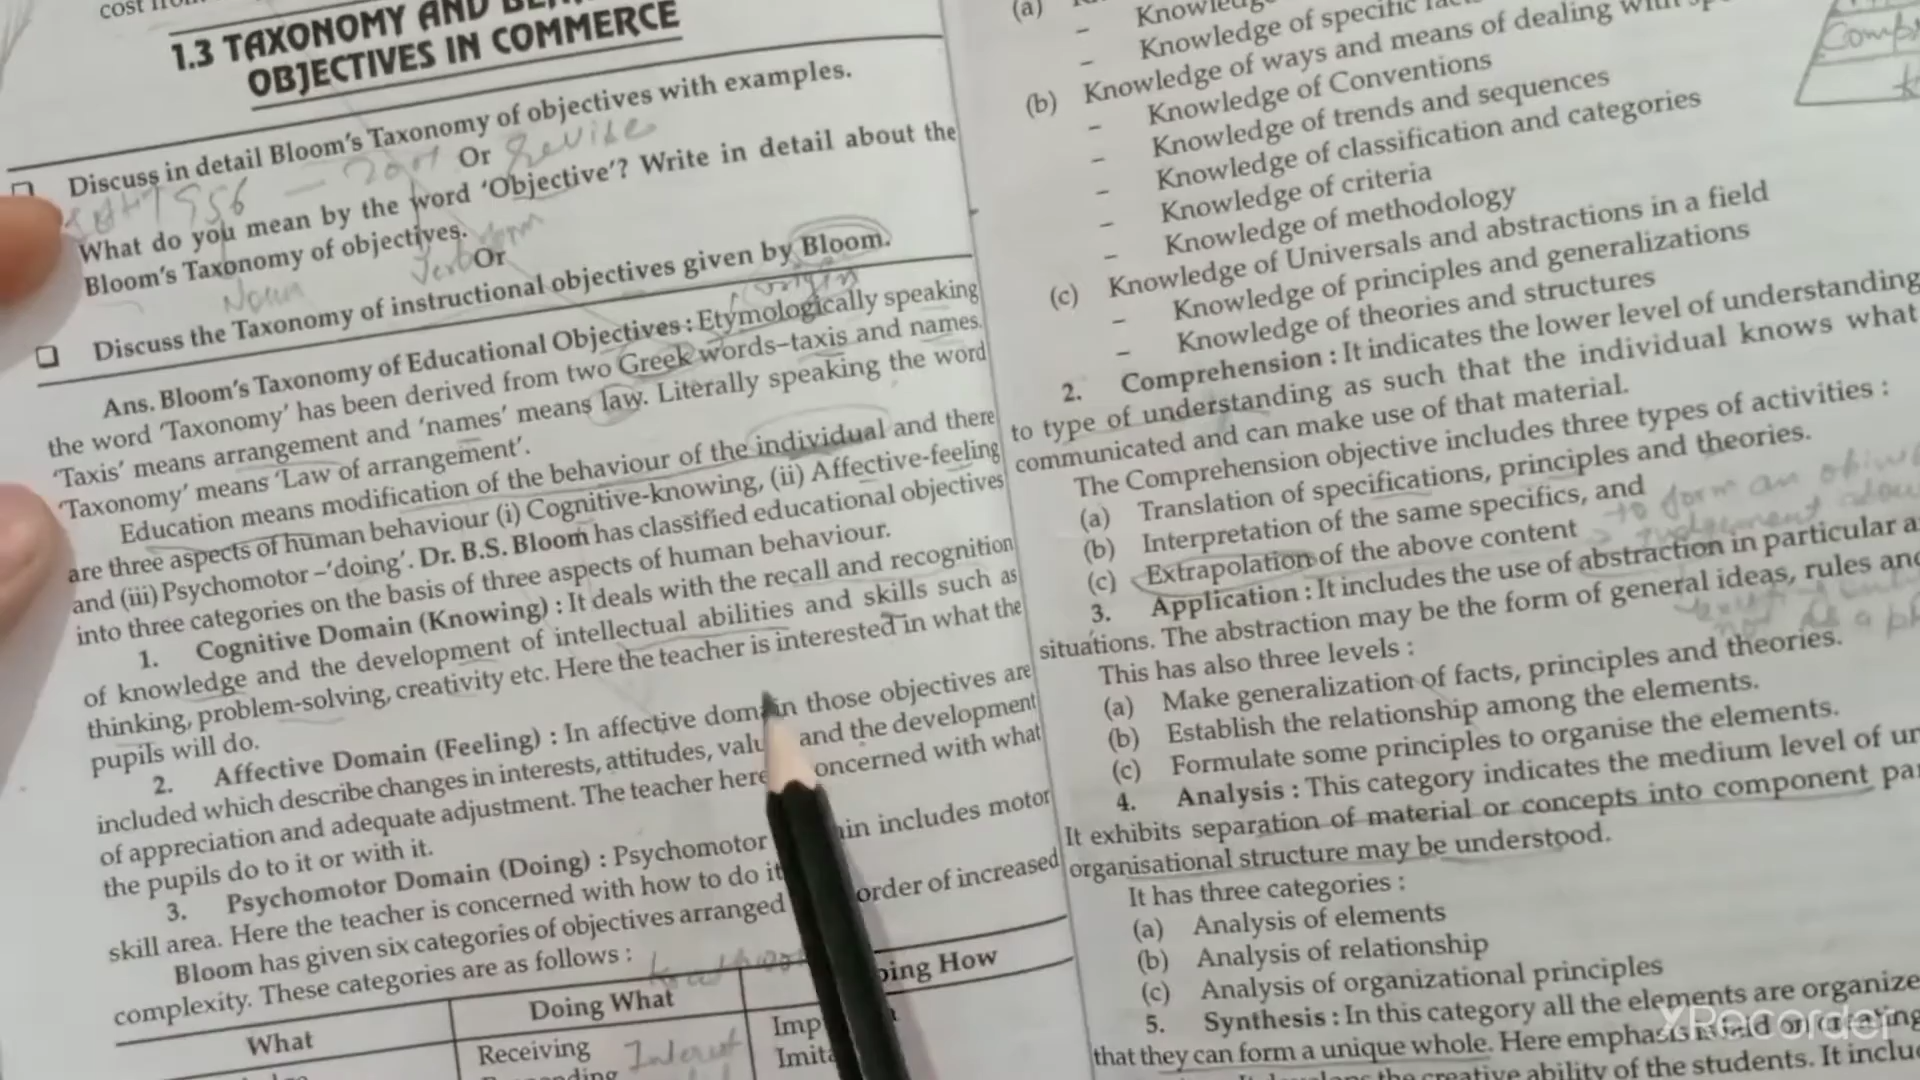 cost
1.3 TAXONOMY AND
OBJECTIVES IN COMMERCE
Discuss in detail Bloom's Taxonomy of objectives with examples.
1956 - 2001 Or Revise
What do you mean by the word 'Objective'? Write in detail about the
Bloom's Taxonomy of objectives.
Noun
Or
Discuss the Taxonomy of instructional objectives given by Bloom.
origin
Ans. Bloom's Taxonomy of Educational Objectives : Etymologically speaking
the word 'Taxonomy' has been derived from two Greek words–taxis and names.
'Taxis' means arrangement and 'names' means law. Literally speaking the word
'Taxonomy' means 'Law of arrangement'.
Education means modification of the behaviour of the individual and there
are three aspects of human behaviour (i) Cognitive-knowing, (ii) Affective-feeling
and (iii) Psychomotor –'doing'. Dr. B.S. Bloom has classified educational objectives
into three categories on the basis of three aspects of human behaviour.
1. Cognitive Domain (Knowing) : It deals with the recall and recognition
of knowledge and the development of intellectual abilities and skills such as
thinking, problem-solving, creativity etc. Here the teacher is interested in what the
pupils will do.
2. Affective Domain (Feeling) : In affective domain those objectives are
included which describe changes in interests, attitudes, and the development
of appreciation and adequate adjustment. The teacher here concerned with what
the pupils do to it or with it.
3. Psychomotor Domain (Doing) : Psychomotor includes motor
skill area. Here the teacher is concerned with how to do it
Bloom has given six categories of objectives arranged order of increased
complexity. These categories are as follows :
What Doing What How
Receiving Interest
(a)
– Knowledge of specific
(b) Knowledge of ways and means of dealing with
– Knowledge of Conventions
– Knowledge of trends and sequences
– Knowledge of classification and categories
– Knowledge of criteria
– Knowledge of methodology
(c) Knowledge of Universals and abstractions in a field
– Knowledge of principles and generalizations
– Knowledge of theories and structures
2. Comprehension : It indicates the lower level of understanding
to type of understanding as such that the individual knows what
communicated and can make use of that material.
The Comprehension objective includes three types of activities :
(a) Translation of specifications, principles and theories.
(b) Interpretation of the same specifics, and
(c) Extrapolation of the above content
to form an
3. Application : It includes the use of abstraction in particular
situations. The abstraction may be the form of general ideas, rules and
This has also three levels :
(a) Make generalization of facts, principles and theories.
(b) Establish the relationship among the elements.
(c) Formulate some principles to organise the elements.
4. Analysis : This category indicates the medium level of
It exhibits separation of material or concepts into component
organisational structure may be understood.
It has three categories :
(a) Analysis of elements
(b) Analysis of relationship
(c) Analysis of organizational principles
5. Synthesis : In this category all the elements are
that they can form a unique whole. Here emphasis is laid on creating
creative ability of the students. It
XRecorder